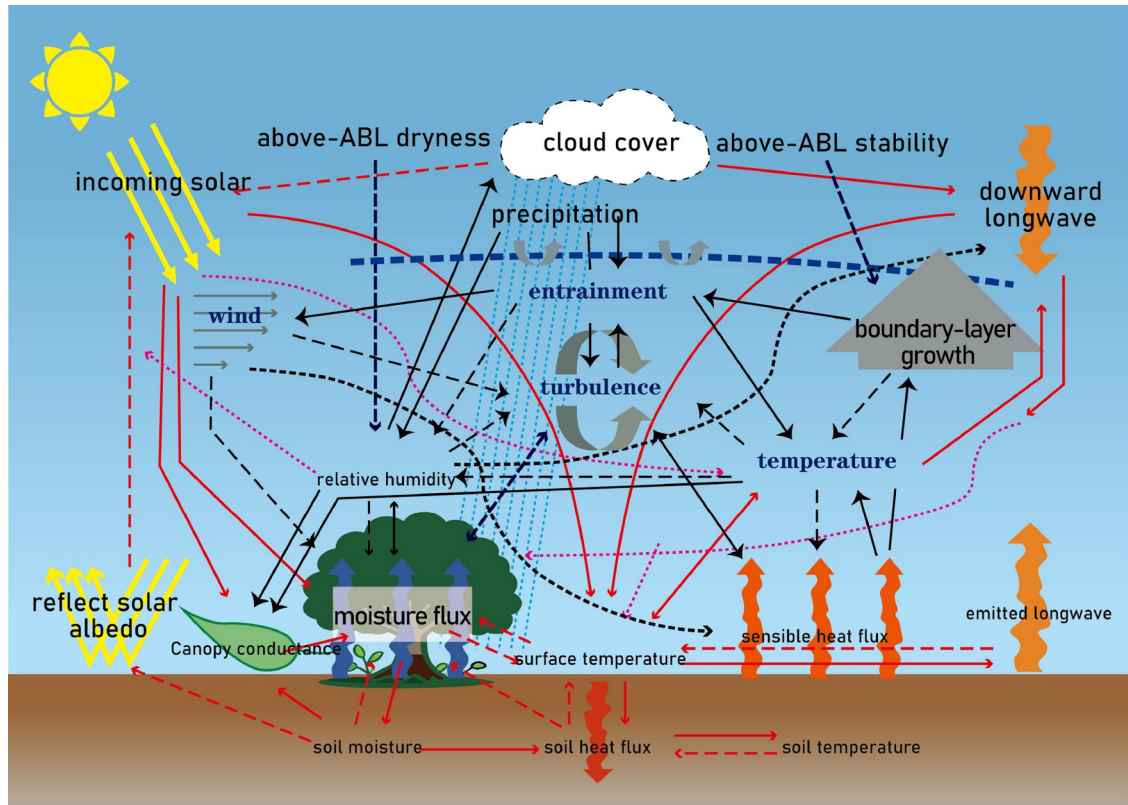 above-ABL dryness
cloud cover
above-ABL stability
incoming solar
downward
longwave
precipitation
entrainment
wind
boundary-layer
growth
turbulence
temperature
relative humidity
reflect solar
albedo
moisture flux
emitted longwave
sensible heat flux
Canopy conductance
surface temperature
soil moisture
soil heat flux
soil temperature